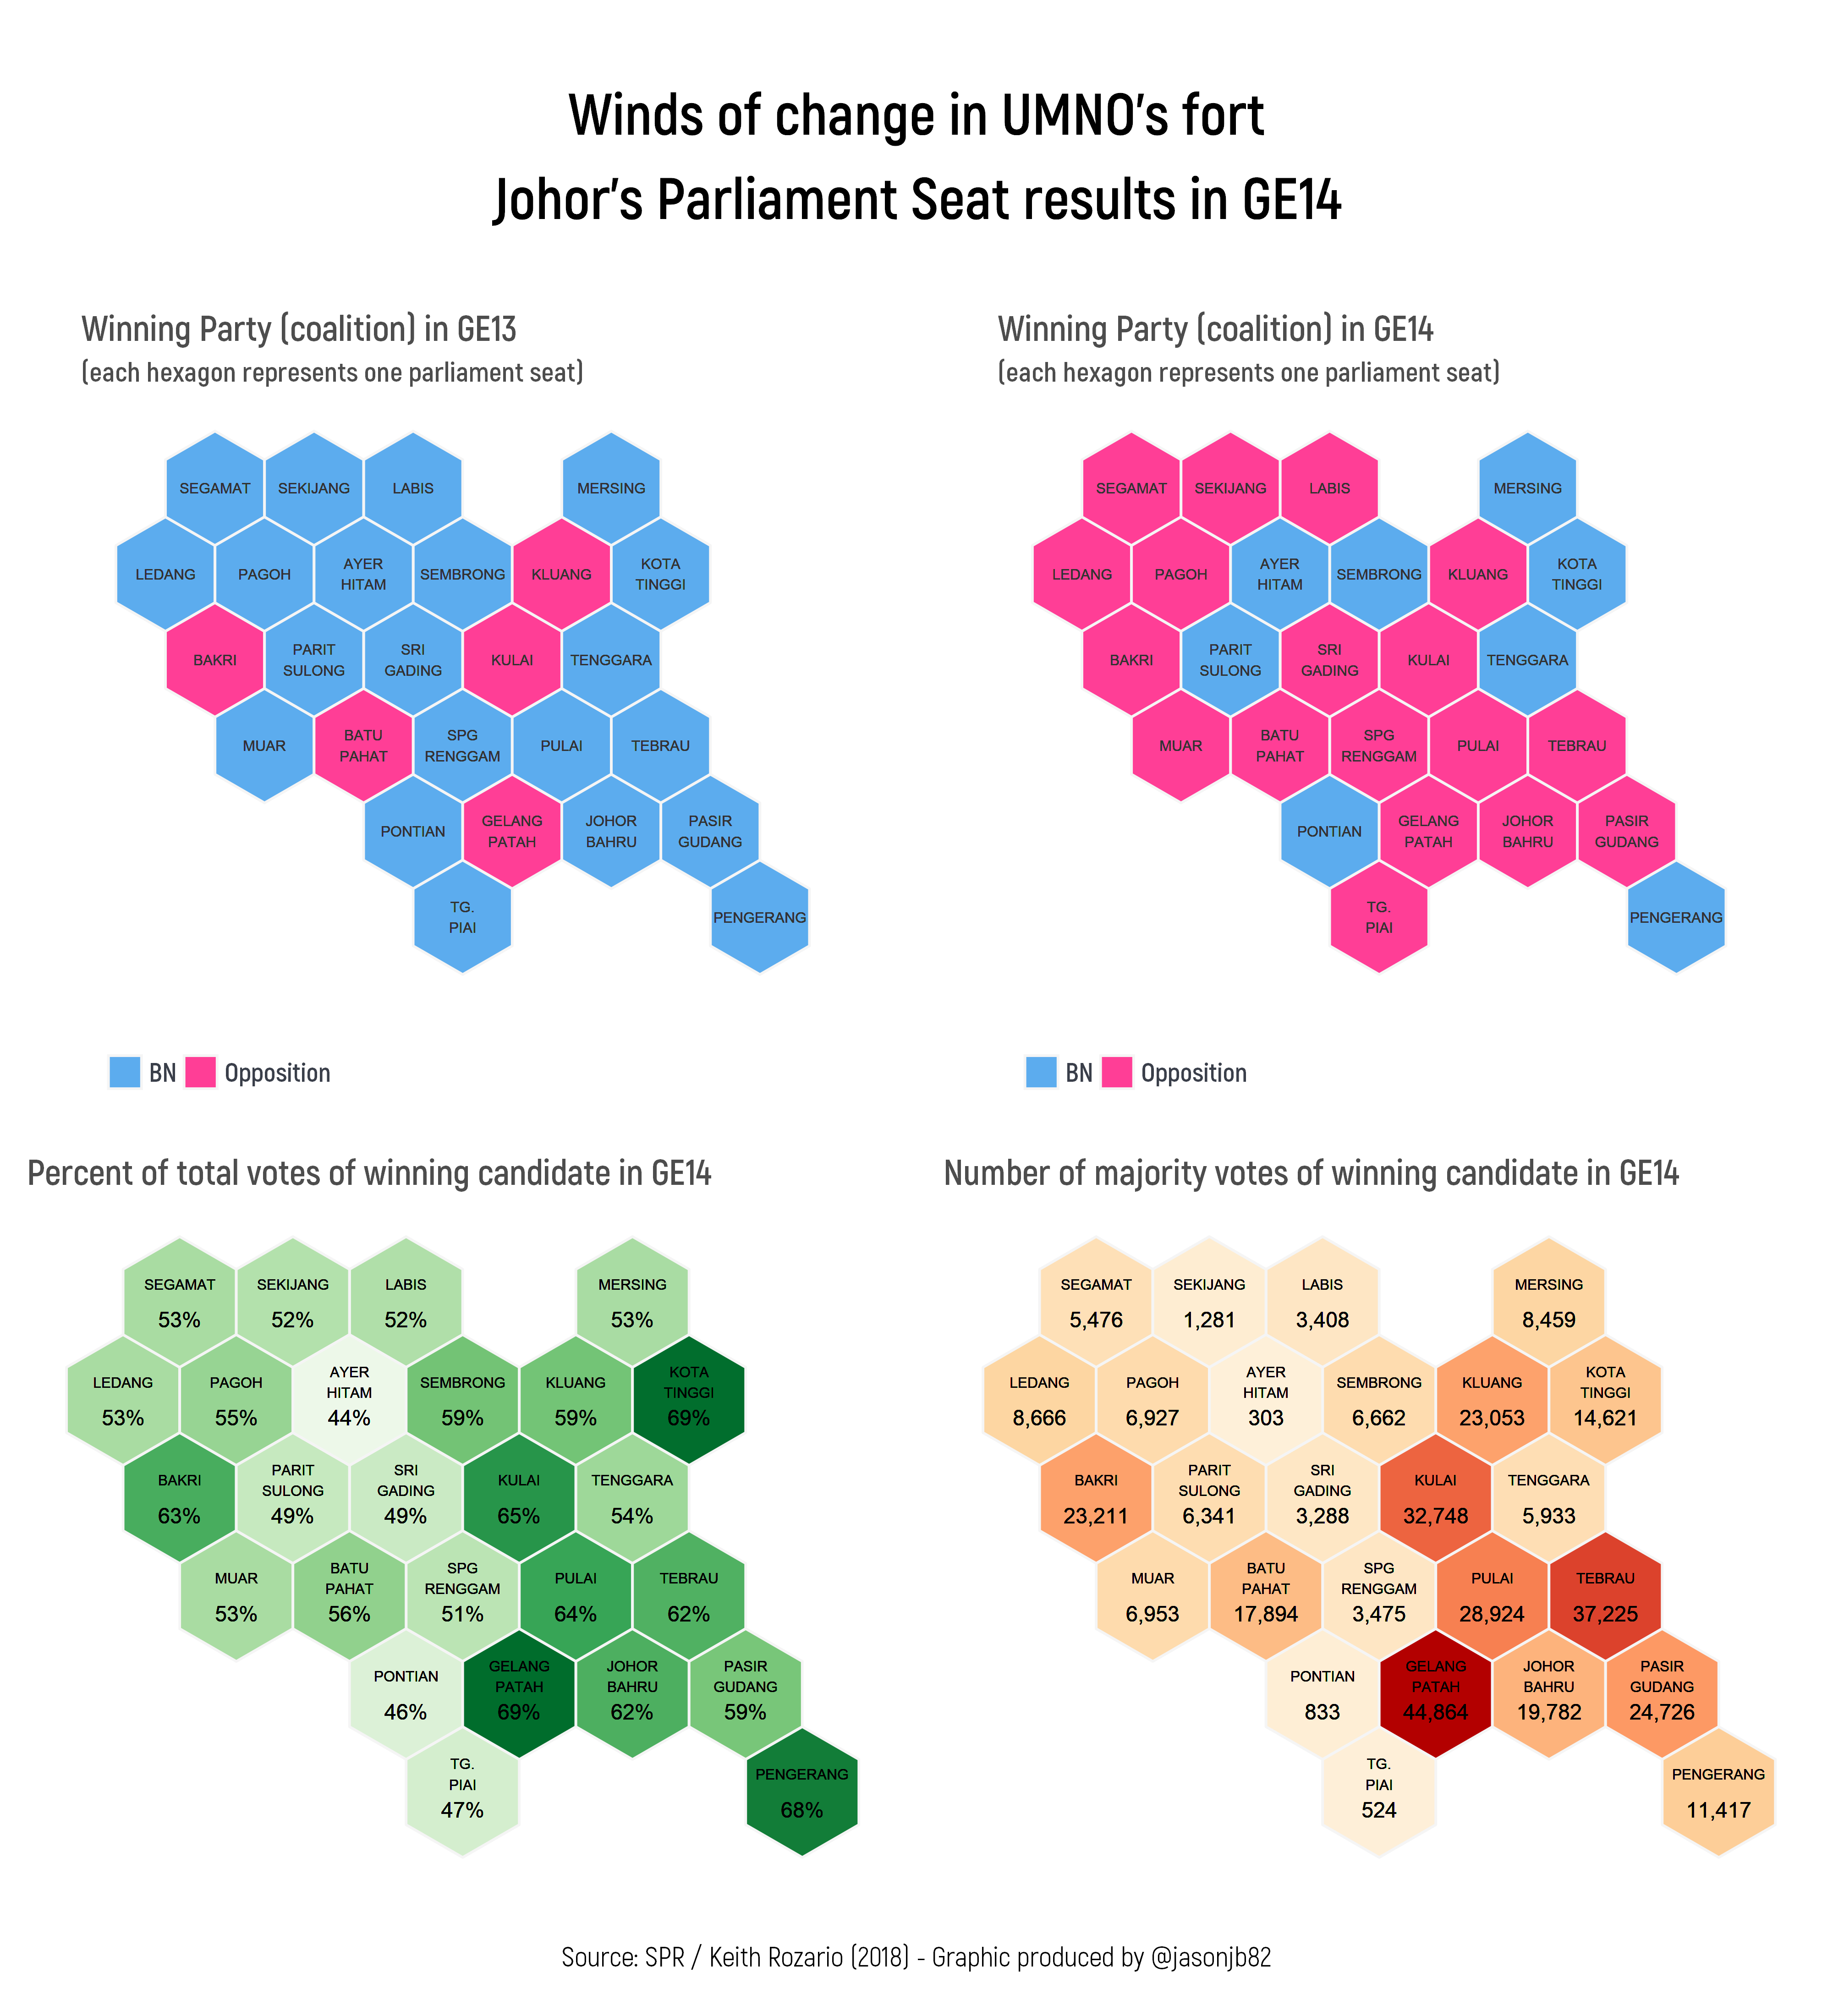 Winds of change in UMNO's fort
Johor's Parliament Seat results in GE14
Winning Party (coalition) in GE13
(each hexagon represents one parliament seat)
SEGAMAT SEKIJANG LABIS MERSING
LEDANG PAGOH AYER HITAM SEMBRONG KLUANG KOTA TINGGI
BAKRI PARIT SULONG SRI GADING KULAI TENGGARA
MUAR BATU PAHAT SPG RENGGAM PULAI TEBRAU
PONTIAN GELANG PATAH JOHOR BAHRU PASIR GUDANG
TG. PIAI PENGERANG
BN Opposition
Winning Party (coalition) in GE14
(each hexagon represents one parliament seat)
SEGAMAT SEKIJANG LABIS MERSING
LEDANG PAGOH AYER HITAM SEMBRONG KLUANG KOTA TINGGI
BAKRI PARIT SULONG SRI GADING KULAI TENGGARA
MUAR BATU PAHAT SPG RENGGAM PULAI TEBRAU
PONTIAN GELANG PATAH JOHOR BAHRU PASIR GUDANG
TG. PIAI PENGERANG
BN Opposition
Percent of total votes of winning candidate in GE14
SEGAMAT SEKIJANG LABIS MERSING
53% 52% 52% 53%
LEDANG PAGOH AYER HITAM SEMBRONG KLUANG KOTA TINGGI
53% 55% 44% 59% 59% 69%
BAKRI PARIT SULONG SRI GADING KULAI TENGGARA
63% 49% 49% 65% 54%
MUAR BATU PAHAT SPG RENGGAM PULAI TEBRAU
53% 56% 51% 64% 62%
PONTIAN GELANG PATAH JOHOR BAHRU PASIR GUDANG
46% 69% 62% 59%
TG. PIAI PENGERANG
47% 68%
Number of majority votes of winning candidate in GE14
SEGAMAT SEKIJANG LABIS MERSING
5,476 1,281 3,408 8,459
LEDANG PAGOH AYER HITAM SEMBRONG KLUANG KOTA TINGGI
8,666 6,927 303 6,662 23,053 14,621
BAKRI PARIT SULONG SRI GADING KULAI TENGGARA
23,211 6,341 3,288 32,748 5,933
MUAR BATU PAHAT SPG RENGGAM PULAI TEBRAU
6,953 17,894 3,475 28,924 37,225
PONTIAN GELANG PATAH JOHOR BAHRU PASIR GUDANG
833 44,864 19,782 24,726
TG. PIAI PENGERANG
524 11,417
Source: SPR / Keith Rozario (2018) - Graphic produced by @jasonjb82